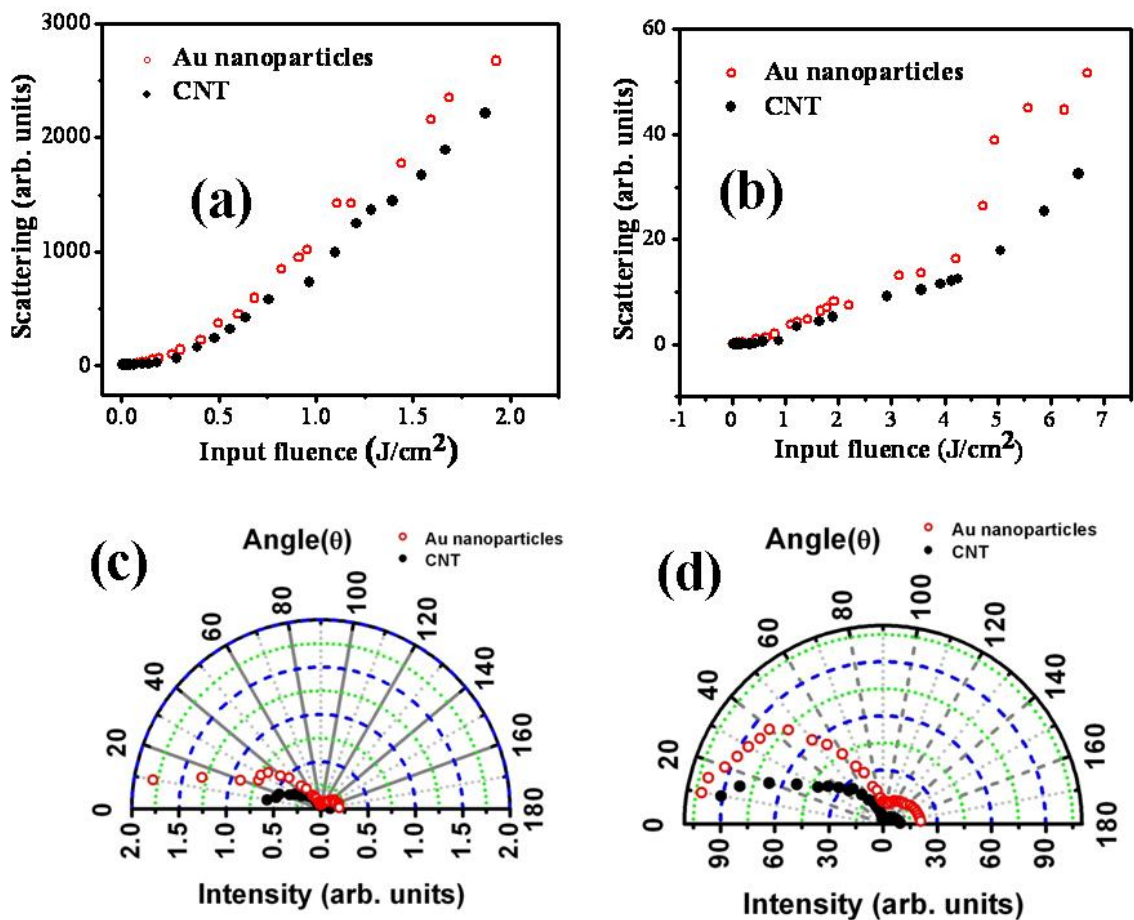 (a)
Au nanoparticles
CNT
Scattering (arb. units)
3000
2000
1000
0
0.0 0.5 1.0 1.5 2.0
Input fluence (J/cm²)
(b)
Au nanoparticles
CNT
Scattering (arb. units)
60
40
20
0
-1 0 1 2 3 4 5 6 7
Input fluence (J/cm²)
(c)
Angle(θ)
Au nanoparticles
CNT
0 20 40 60 80 100 120 140 160 180
2.0 1.5 1.0 0.5 0.0 0.5 1.0 1.5 2.0
Intensity (arb. units)
(d)
Angle(θ)
Au nanoparticles
CNT
0 20 40 60 80 100 120 140 160 180
90 60 30 0 30 60 90
Intensity (arb. units)